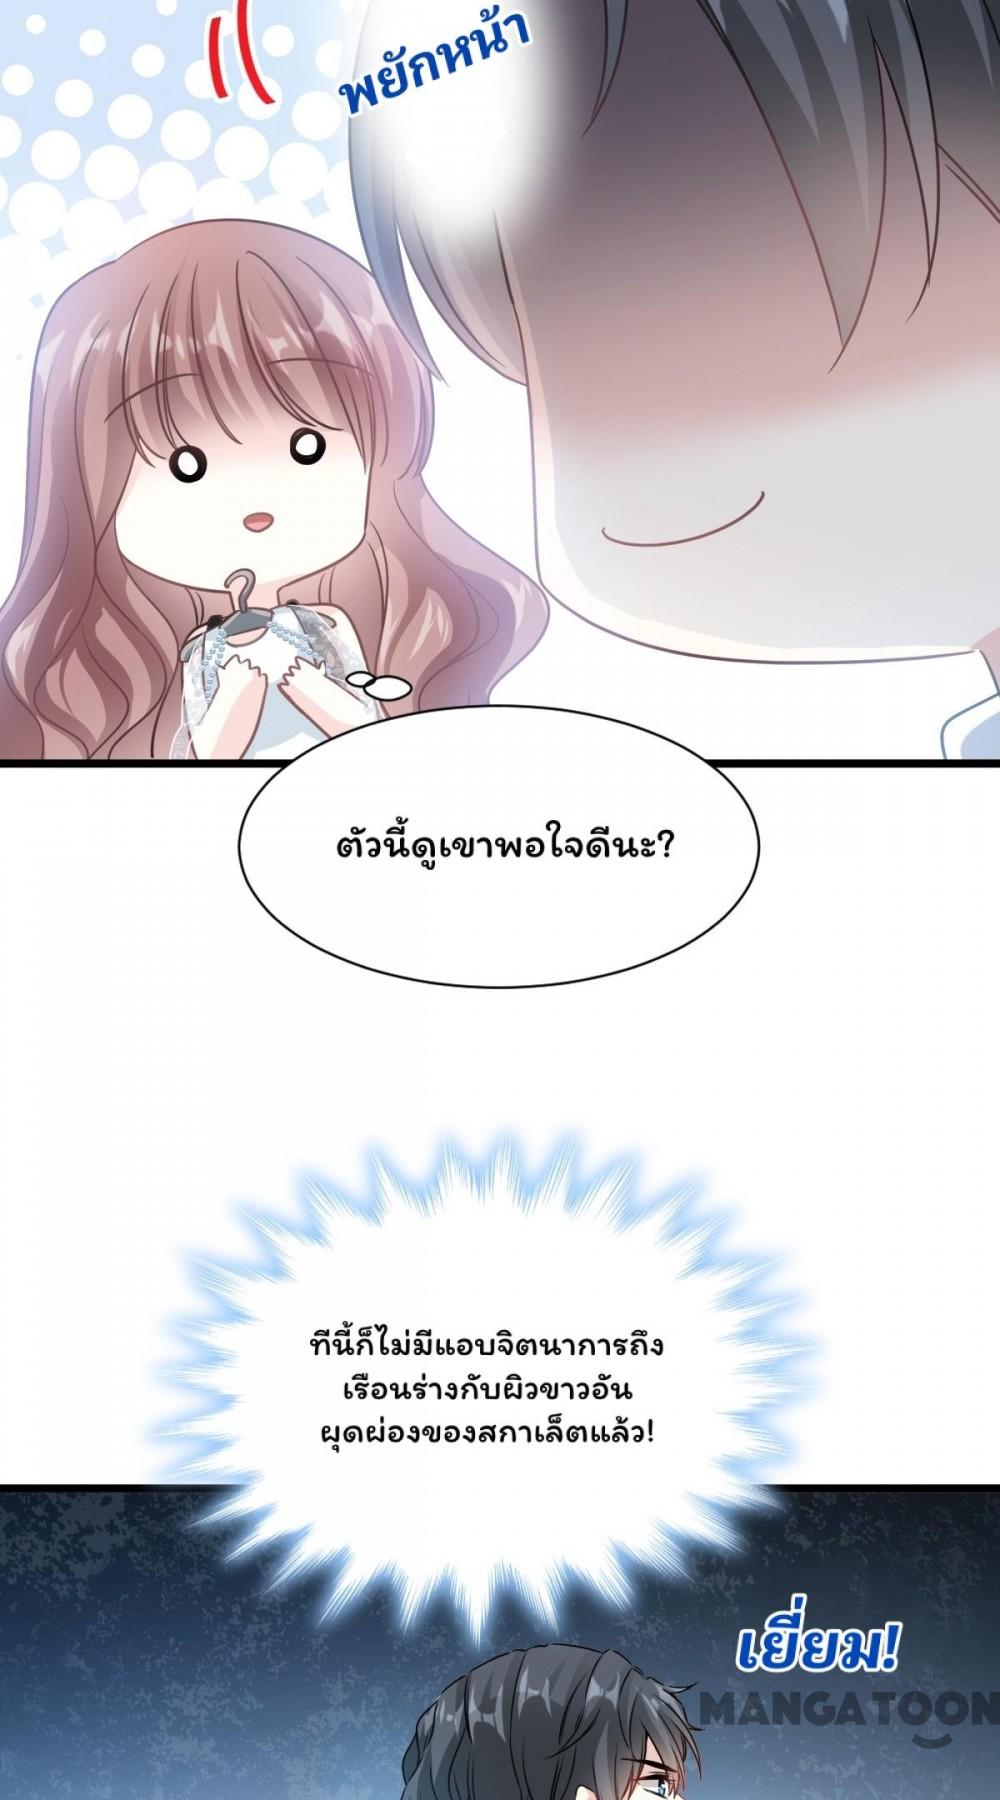 พยักหน้า
ตัวนี้ดูเขาพอใจดีนะ?
ทีนี้ก็ไม่มีแอบจิตนาการถึง
เรือนร่างกับผิวขาวอัน
ผุดผ่องของสกาเล็ตแล้ว!
เยี่ยม!
MANGATOON